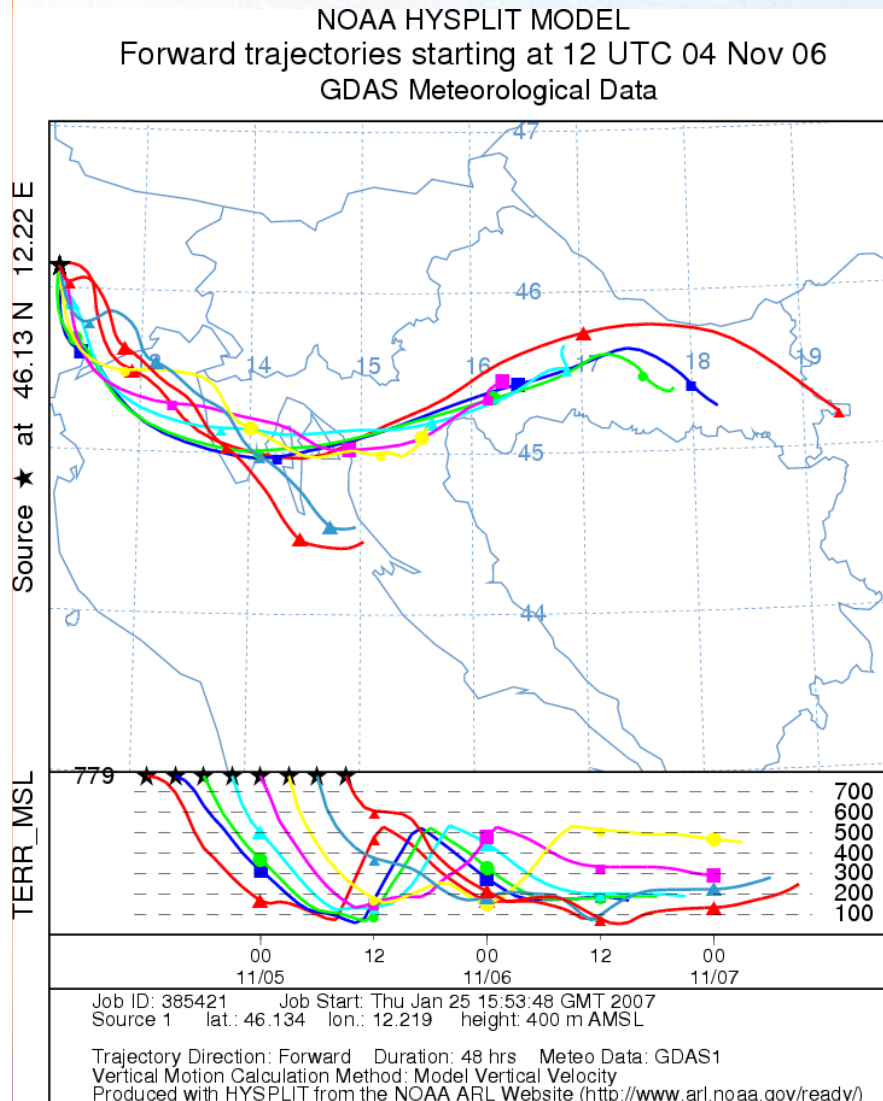 NOAA HYSPLIT MODEL
Forward trajectories starting at 12 UTC 04 Nov 06
GDAS Meteorological Data
Source ★ at 46.13 N 12.22 E
47
46
14
15
16
17
18
19
45
44
TERR_MSL
779
700
600
500
400
300
200
100
00 12 00 12 00
11/05 11/06 11/07
Job ID: 385421 Job Start: Thu Jan 25 15:53:48 GMT 2007
Source 1 lat.: 46.134 lon.: 12.219 height: 400 m AMSL
Trajectory Direction: Forward Duration: 48 hrs Meteo Data: GDAS1
Vertical Motion Calculation Method: Model Vertical Velocity
Produced with HYSPLIT from the NOAA ARL Website (http://www.arl.noaa.gov/ready/)